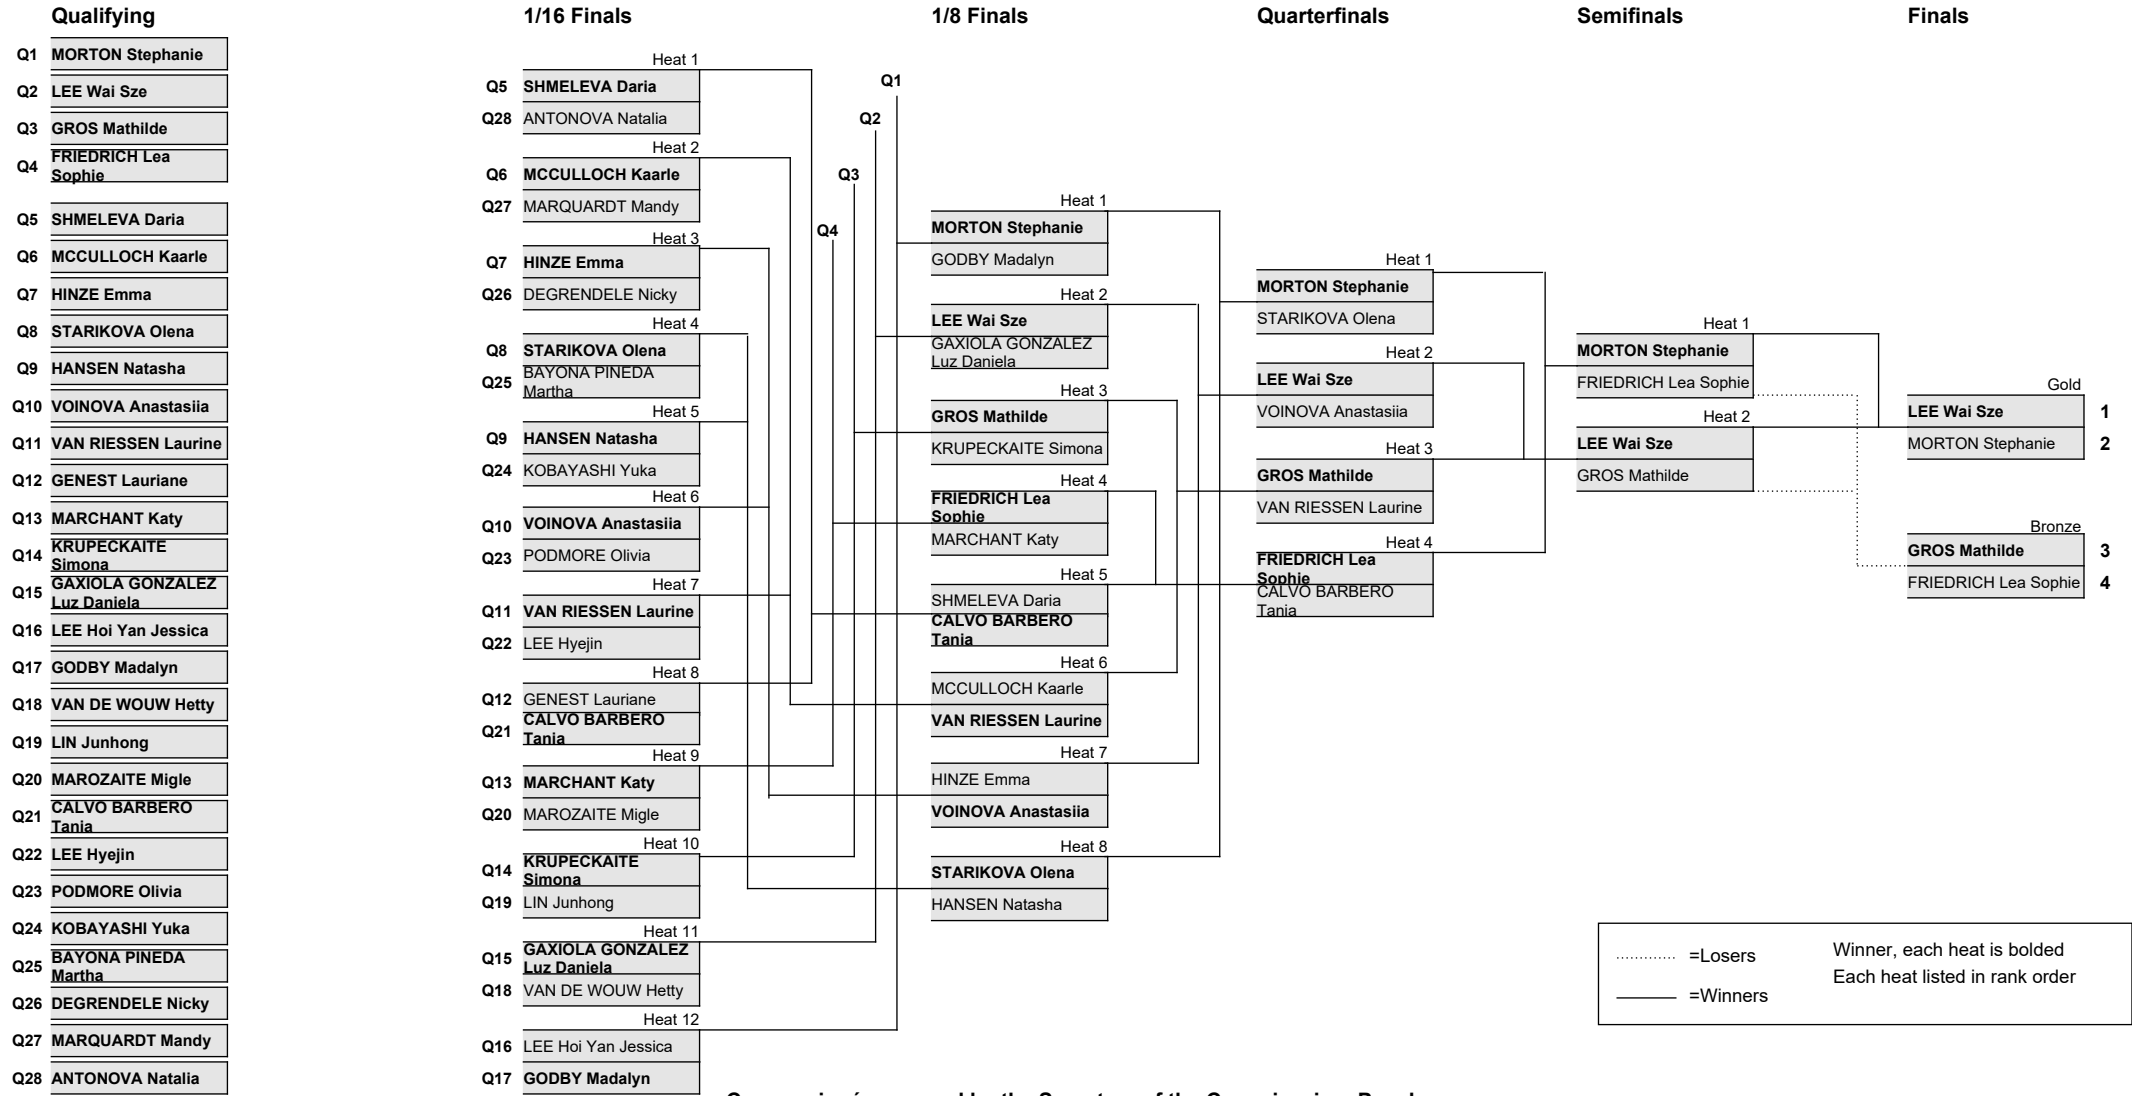 Qualifying
1/16 Finals
1/8 Finals
Quarterfinals
Semifinals
Finals
Q1 MORTON Stephanie
Q2 LEE Wai Sze
Q3 GROS Mathilde
Q4 FRIEDRICH Lea
Sophie
Q5 SHMELEVA Daria
Q6 MCCULLOCH Kaarle
Q7 HINZE Emma
Q8 STARIKOVA Olena
Q9 HANSEN Natasha
Q10 VOINOVA Anastasiia
Q11 VAN RIESSEN Laurine
Q12 GENEST Lauriane
Q13 MARCHANT Katy
Q14 KRUPECKAITE
Simona
Q15 GAXIOLA GONZALEZ
Luz Daniela
Q16 LEE Hoi Yan Jessica
Q17 GODBY Madalyn
Q18 VAN DE WOUW Hetty
Q19 LIN Junhong
Q20 MAROZAITE Migle
Q21 CALVO BARBERO
Tania
Q22 LEE Hyejin
Q23 PODMORE Olivia
Q24 KOBAYASHI Yuka
Q25 BAYONA PINEDA
Martha
Q26 DEGRENDELE Nicky
Q27 MARQUARDT Mandy
Q28 ANTONOVA Natalia
Heat 1
Q5 SHMELEVA Daria
Q28 ANTONOVA Natalia
Heat 2
Q6 MCCULLOCH Kaarle
Q27 MARQUARDT Mandy
Heat 3
Q7 HINZE Emma
Q26 DEGRENDELE Nicky
Heat 4
Q8 STARIKOVA Olena
Q25 BAYONA PINEDA
Martha
Heat 5
Q9 HANSEN Natasha
Q24 KOBAYASHI Yuka
Heat 6
Q10 VOINOVA Anastasiia
Q23 PODMORE Olivia
Heat 7
Q11 VAN RIESSEN Laurine
Q22 LEE Hyejin
Heat 8
Q12 GENEST Lauriane
Q21 CALVO BARBERO
Tania
Heat 9
Q13 MARCHANT Katy
Q20 MAROZAITE Migle
Heat 10
Q14 KRUPECKAITE
Simona
Q19 LIN Junhong
Heat 11
Q15 GAXIOLA GONZALEZ
Luz Daniela
Q18 VAN DE WOUW Hetty
Heat 12
Q16 LEE Hoi Yan Jessica
Q17 GODBY Madalyn
Q1
Q2
Q3
Q4
Heat 1
MORTON Stephanie
GODBY Madalyn
Heat 2
LEE Wai Sze
GAXIOLA GONZALEZ
Luz Daniela
Heat 3
GROS Mathilde
KRUPECKAITE Simona
Heat 4
FRIEDRICH Lea
Sophie
MARCHANT Katy
Heat 5
SHMELEVA Daria
CALVO BARBERO
Tania
Heat 6
MCCULLOCH Kaarle
VAN RIESSEN Laurine
Heat 7
HINZE Emma
VOINOVA Anastasiia
Heat 8
STARIKOVA Olena
HANSEN Natasha
Heat 1
MORTON Stephanie
STARIKOVA Olena
Heat 2
LEE Wai Sze
VOINOVA Anastasiia
Heat 3
GROS Mathilde
VAN RIESSEN Laurine
Heat 4
FRIEDRICH Lea
Sophie
CALVO BARBERO
Tania
Heat 1
MORTON Stephanie
FRIEDRICH Lea Sophie
Heat 2
LEE Wai Sze
GROS Mathilde
Gold
LEE Wai Sze 1
MORTON Stephanie 2
Bronze
GROS Mathilde 3
FRIEDRICH Lea Sophie 4
=Losers
=Winners
Winner, each heat is bolded
Each heat listed in rank order